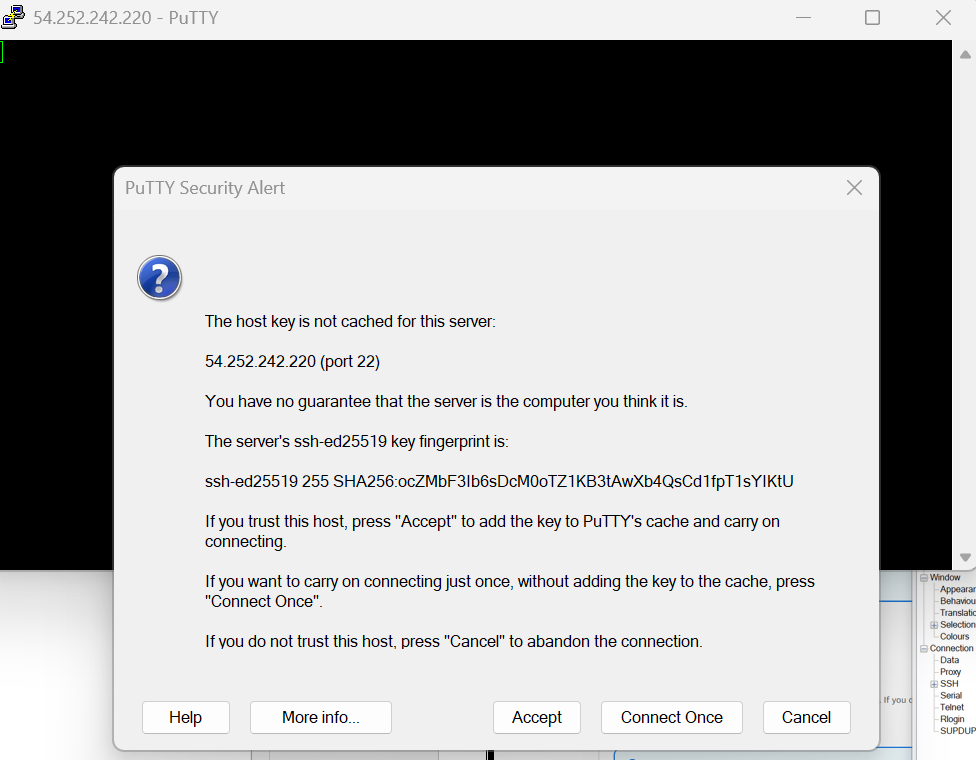 54.252.242.220 - PuTTY
PuTTY Security Alert
The host key is not cached for this server:
54.252.242.220 (port 22)
You have no guarantee that the server is the computer you think it is.
The server's ssh-ed25519 key fingerprint is:
ssh-ed25519 255 SHA256:ocZMbF3Ib6sDcM0oTZ1KB3tAwXb4QsCd1fpT1sYIKtU
If you trust this host, press "Accept" to add the key to PuTTY's cache and carry on
connecting.
If you want to carry on connecting just once, without adding the key to the cache, press
"Connect Once".
If you do not trust this host, press "Cancel" to abandon the connection.
Help
More info...
Accept
Connect Once
Cancel
Window
Appearan
Behaviou
Translatio
Selection
Colours
Connection
Data
Proxy
SSH
Serial
Telnet
Rlogin
SUPDUP
. If you c